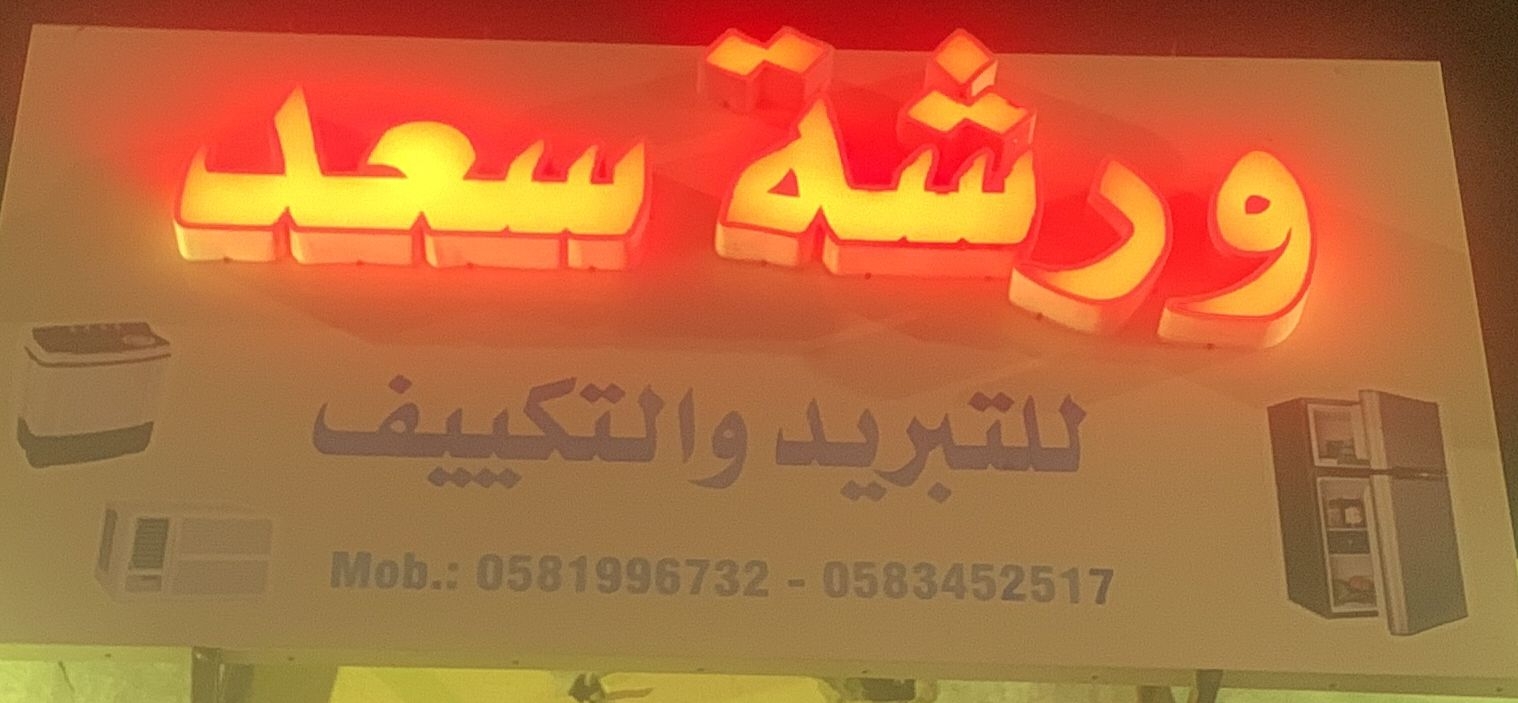 ورشة سعد
للتبريد والتكييف
Mob.: 0581996732 - 0583452517